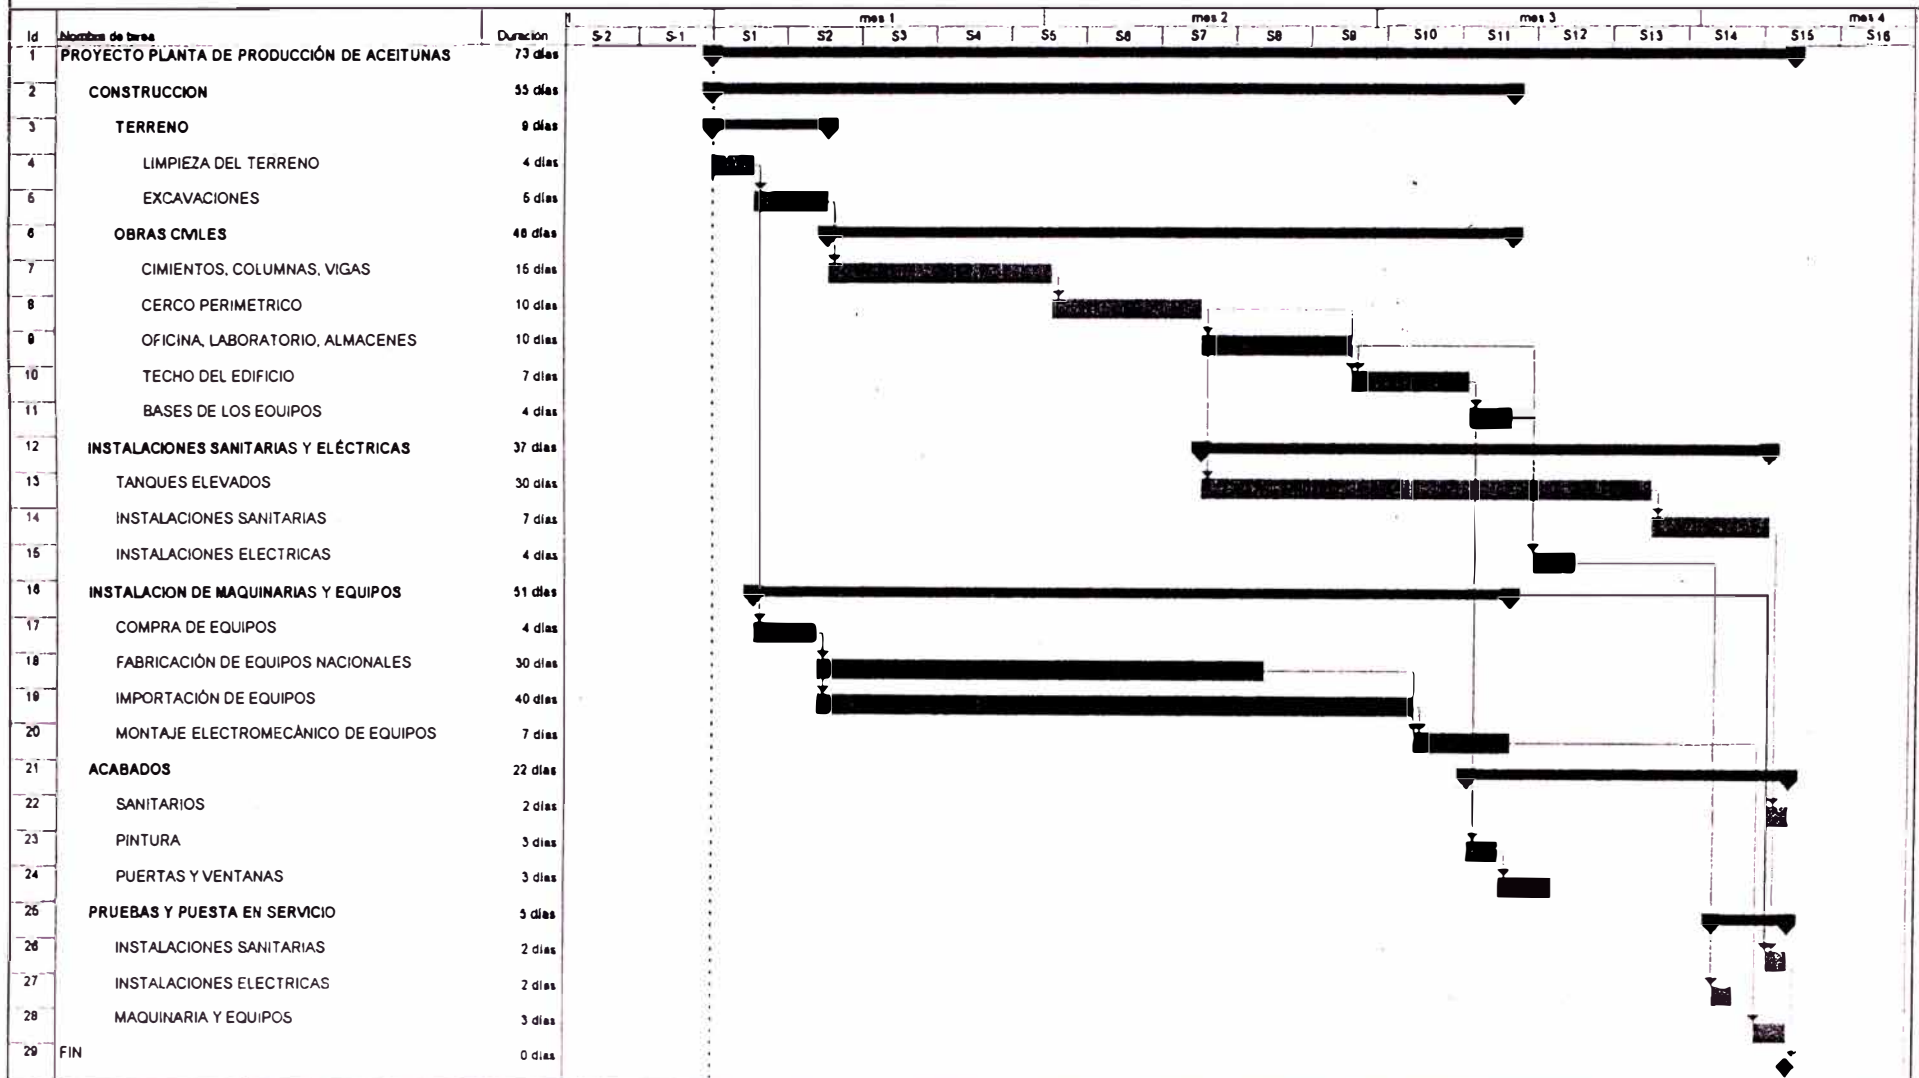 mes 1 mes 2 mes 3 mes 4
Id Nombre de tarea Duración S-2 S-1 S1 S2 S3 S4 S5 S6 S7 S8 S9 S10 S11 S12 S13 S14 S15 S16
1 PROYECTO PLANTA DE PRODUCCIÓN DE ACEITUNAS 73 días
2 CONSTRUCCION 55 días
3 TERRENO 9 días
4 LIMPIEZA DEL TERRENO 4 días
5 EXCAVACIONES 5 días
6 OBRAS CIVILES 46 días
7 CIMIENTOS, COLUMNAS, VIGAS 15 días
8 CERCO PERIMETRICO 10 días
9 OFICINA, LABORATORIO, ALMACENES 10 días
10 TECHO DEL EDIFICIO 7 días
11 BASES DE LOS EQUIPOS 4 días
12 INSTALACIONES SANITARIAS Y ELÉCTRICAS 37 días
13 TANQUES ELEVADOS 30 días
14 INSTALACIONES SANITARIAS 7 días
15 INSTALACIONES ELECTRICAS 4 días
16 INSTALACION DE MAQUINARIAS Y EQUIPOS 51 días
17 COMPRA DE EQUIPOS 4 días
18 FABRICACIÓN DE EQUIPOS NACIONALES 30 días
19 IMPORTACIÓN DE EQUIPOS 40 días
20 MONTAJE ELECTROMECÁNICO DE EQUIPOS 7 días
21 ACABADOS 22 días
22 SANITARIOS 2 días
23 PINTURA 3 días
24 PUERTAS Y VENTANAS 3 días
25 PRUEBAS Y PUESTA EN SERVICIO 5 días
26 INSTALACIONES SANITARIAS 2 días
27 INSTALACIONES ELECTRICAS 2 días
28 MAQUINARIA Y EQUIPOS 3 días
29 FIN 0 días